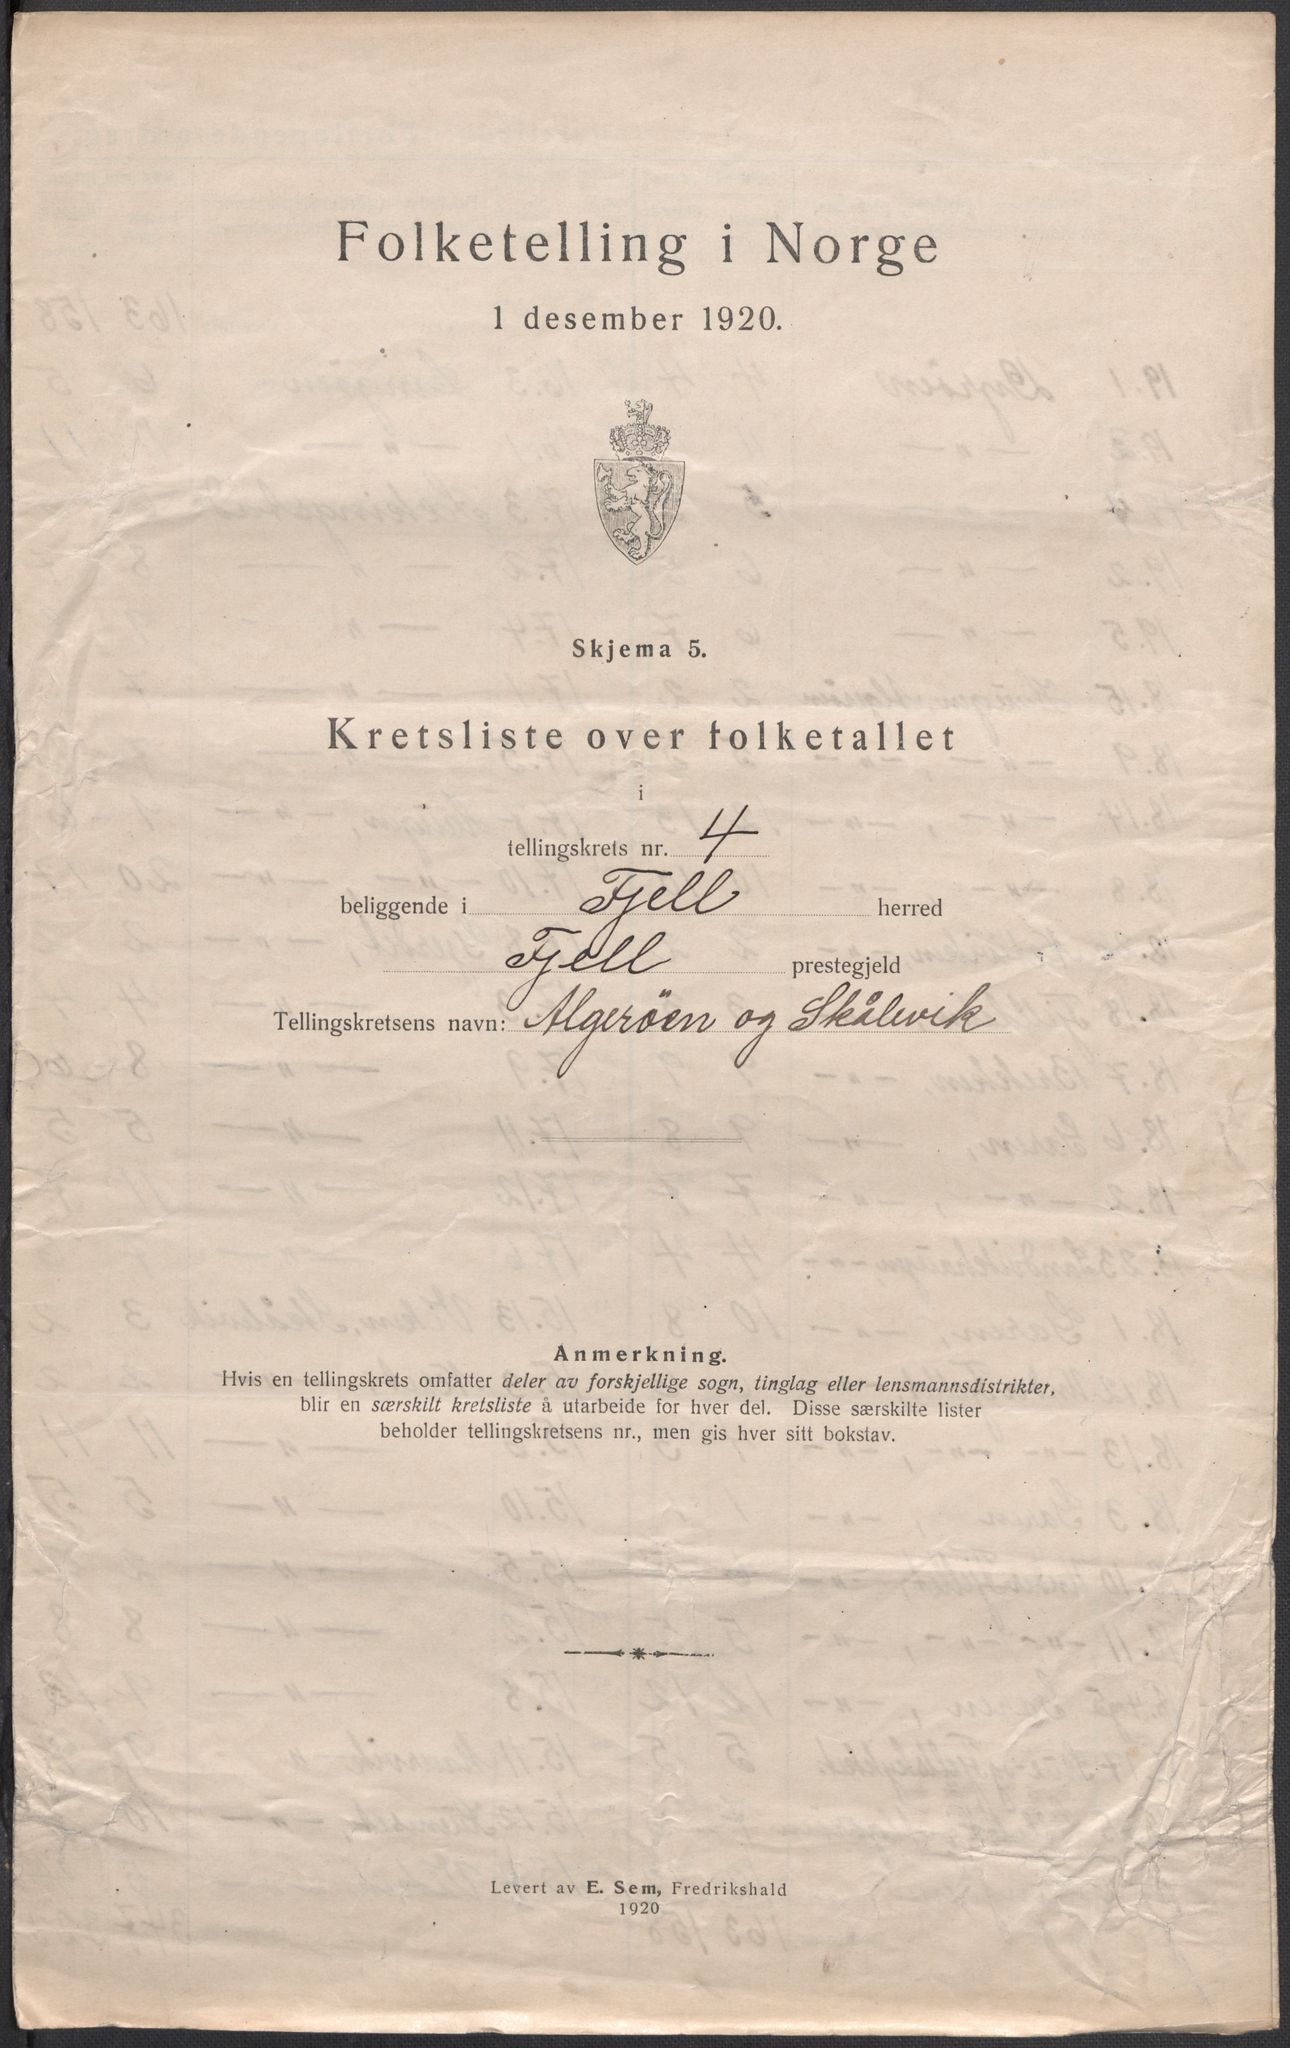 Folketelling i Norge
1 desember 1920.
Skjema 5.
Kretsliste over folketallet
i
tellingskrets nr. 4
beliggende i Fjell herred
Fjell prestegjeld
Tellingskretsens navn: Algeröen og Skålevik
Anmerkning.
Hvis en tellingskrets omfatter deler av forskjellige sogn, tinglag eller lensmannsdistrikter,
blir en særskilt kretsliste å utarbeide for hver del. Disse særskilte lister
beholder tellingskretsens nr., men gis hver sitt bokstav.
Levert av E. Sem, Fredrikshald
1920